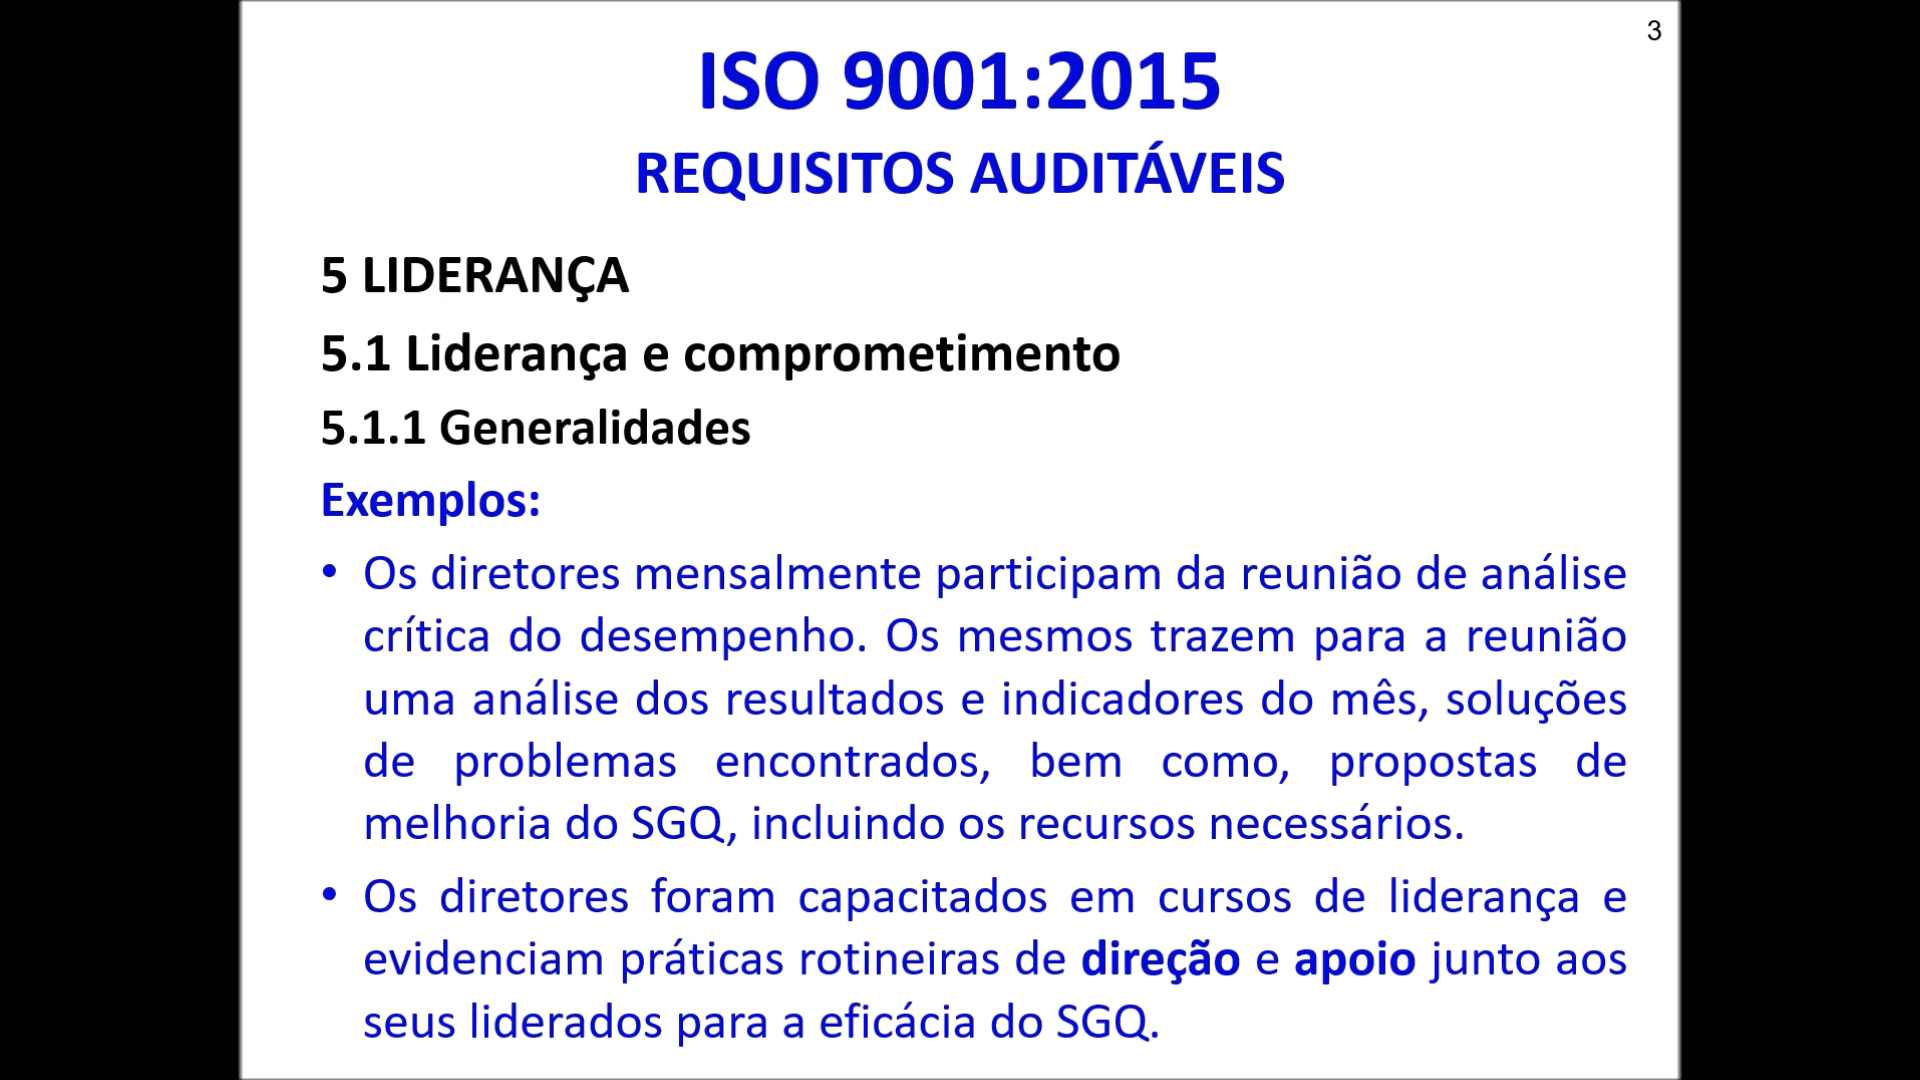 3
ISO 9001:2015
REQUISITOS AUDITÁVEIS
5 LIDERANÇA
5.1 Liderança e comprometimento
5.1.1 Generalidades
Exemplos:
• Os diretores mensalmente participam da reunião de análise
crítica do desempenho. Os mesmos trazem para a reunião
uma análise dos resultados e indicadores do mês, soluções
de problemas encontrados, bem como, propostas de
melhoria do SGQ, incluindo os recursos necessários.
• Os diretores foram capacitados em cursos de liderança e
evidenciam práticas rotineiras de direção e apoio junto aos
seus liderados para a eficácia do SGQ.